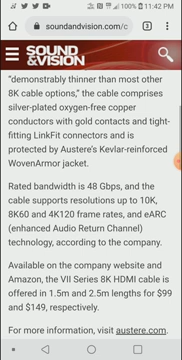 100% 11:42 PM
soundandvision.com/c
3
SOUND
&VISION
"demonstrably thinner than most other
8K cable options," the cable comprises
silver-plated oxygen-free copper
conductors with gold contacts and tight-
fitting LinkFit connectors and is
protected by Austere's Kevlar-reinforced
WovenArmor jacket.
Rated bandwidth is 48 Gbps, and the
cable supports resolutions up to 10K,
8K60 and 4K120 frame rates, and eARC
(enhanced Audio Return Channel)
technology, according to the company.
Available on the company website and
Amazon, the VII Series 8K HDMI cable is
offered in 1.5m and 2.5m lengths for $99
and $149, respectively.
For more information, visit austere.com.